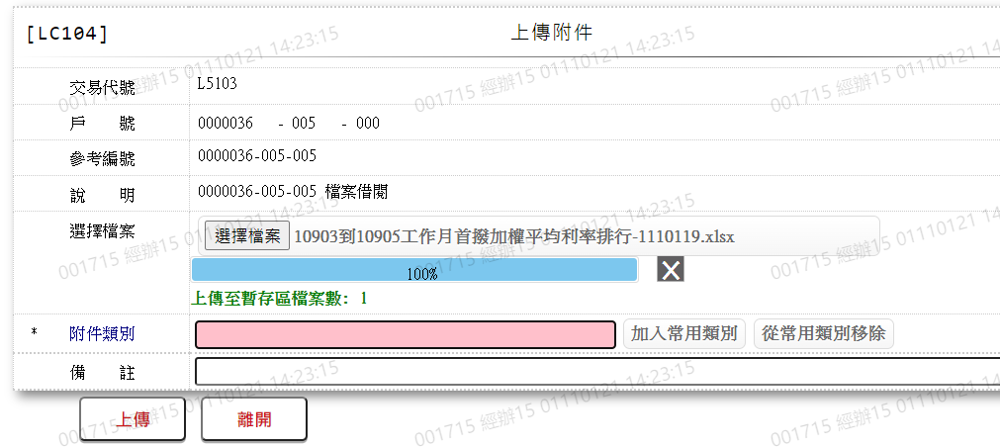 [LC104] 上傳附件
交易代號 L5103
戶 號 0000036 - 005 - 000
參考編號 0000036-005-005
說 明 0000036-005-005 檔案借閱
選擇檔案 選擇檔案 10903到10905工作月首撥加權平均利率排行-1110119.xlsx
100% X
上傳至暫存區檔案數: 1
* 附件類別 加入常用類別 從常用類別移除
備 註
上傳 離開
001715 經辦15 01110121 14:23:15